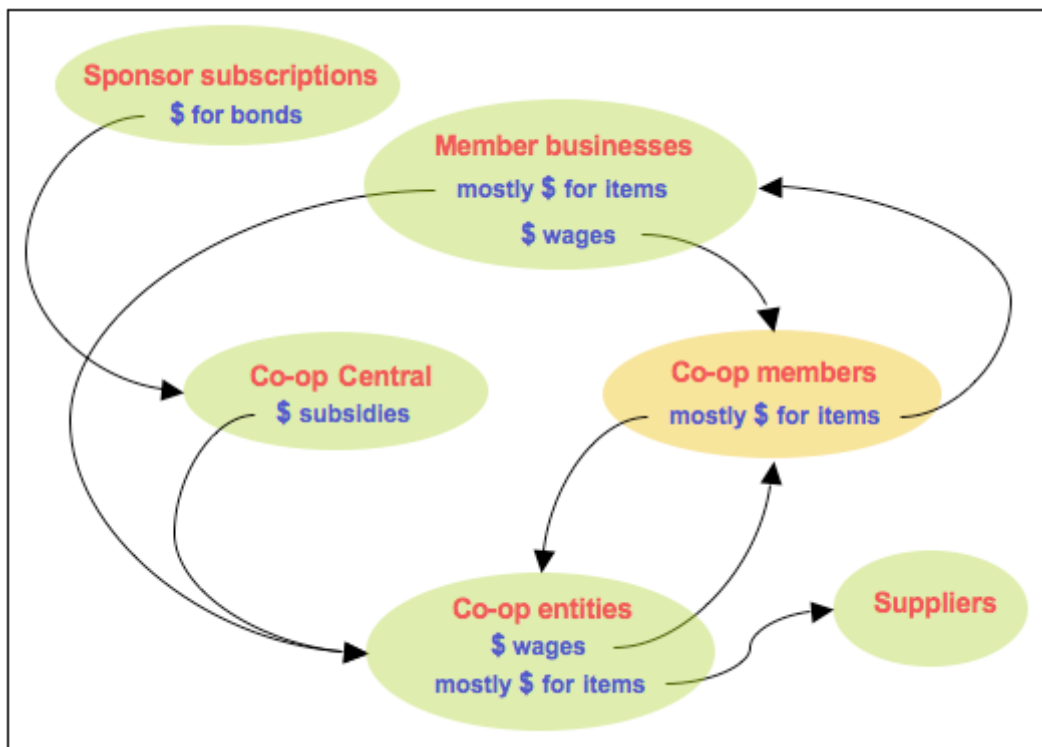 Sponsor subscriptions
$ for bonds
Member businesses
mostly $ for items
$ wages
Co-op Central
$ subsidies
Co-op members
mostly $ for items
Co-op entities
$ wages
mostly $ for items
Suppliers